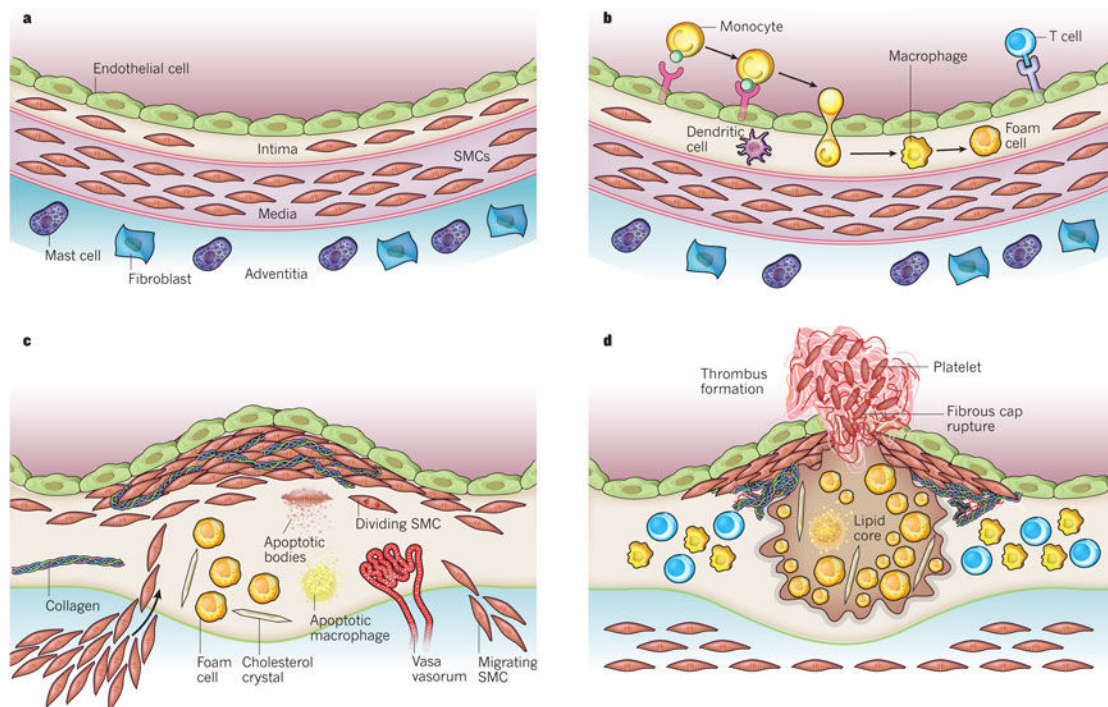 a
Endothelial cell
Intima
SMCs
Media
Mast cell
Fibroblast
Adventitia
b
Monocyte
T cell
Macrophage
Dendritic
cell
Foam
cell
c
Dividing SMC
Apoptotic
bodies
Collagen
Apoptotic
macrophage
Foam
cell
Cholesterol
crystal
Vasa
vasorum
Migrating
SMC
d
Thrombus
formation
Platelet
Fibrous cap
rupture
Lipid
core